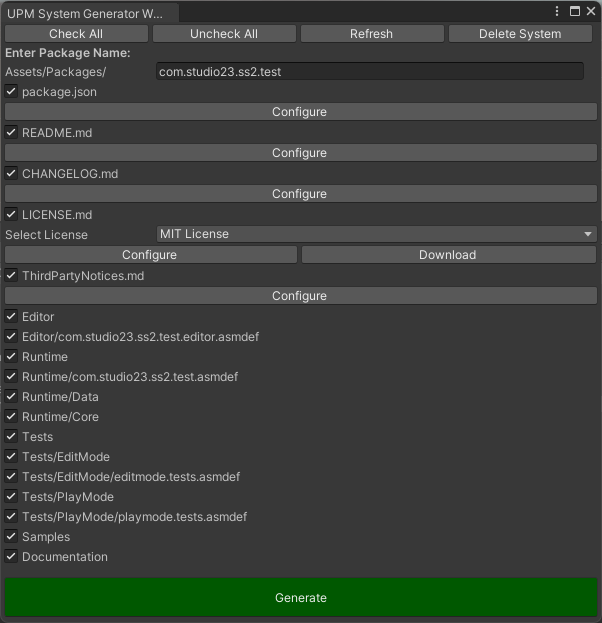 UPM System Generator W...
Check All Uncheck All Refresh Delete System
Enter Package Name:
Assets/Packages/ com.studio23.ss2.test
package.json
Configure
README.md
Configure
CHANGELOG.md
Configure
LICENSE.md
Select License MIT License
Configure Download
ThirdPartyNotices.md
Configure
Editor
Editor/com.studio23.ss2.test.editor.asmdef
Runtime
Runtime/com.studio23.ss2.test.asmdef
Runtime/Data
Runtime/Core
Tests
Tests/EditMode
Tests/EditMode/editmode.tests.asmdef
Tests/PlayMode
Tests/PlayMode/playmode.tests.asmdef
Samples
Documentation
Generate